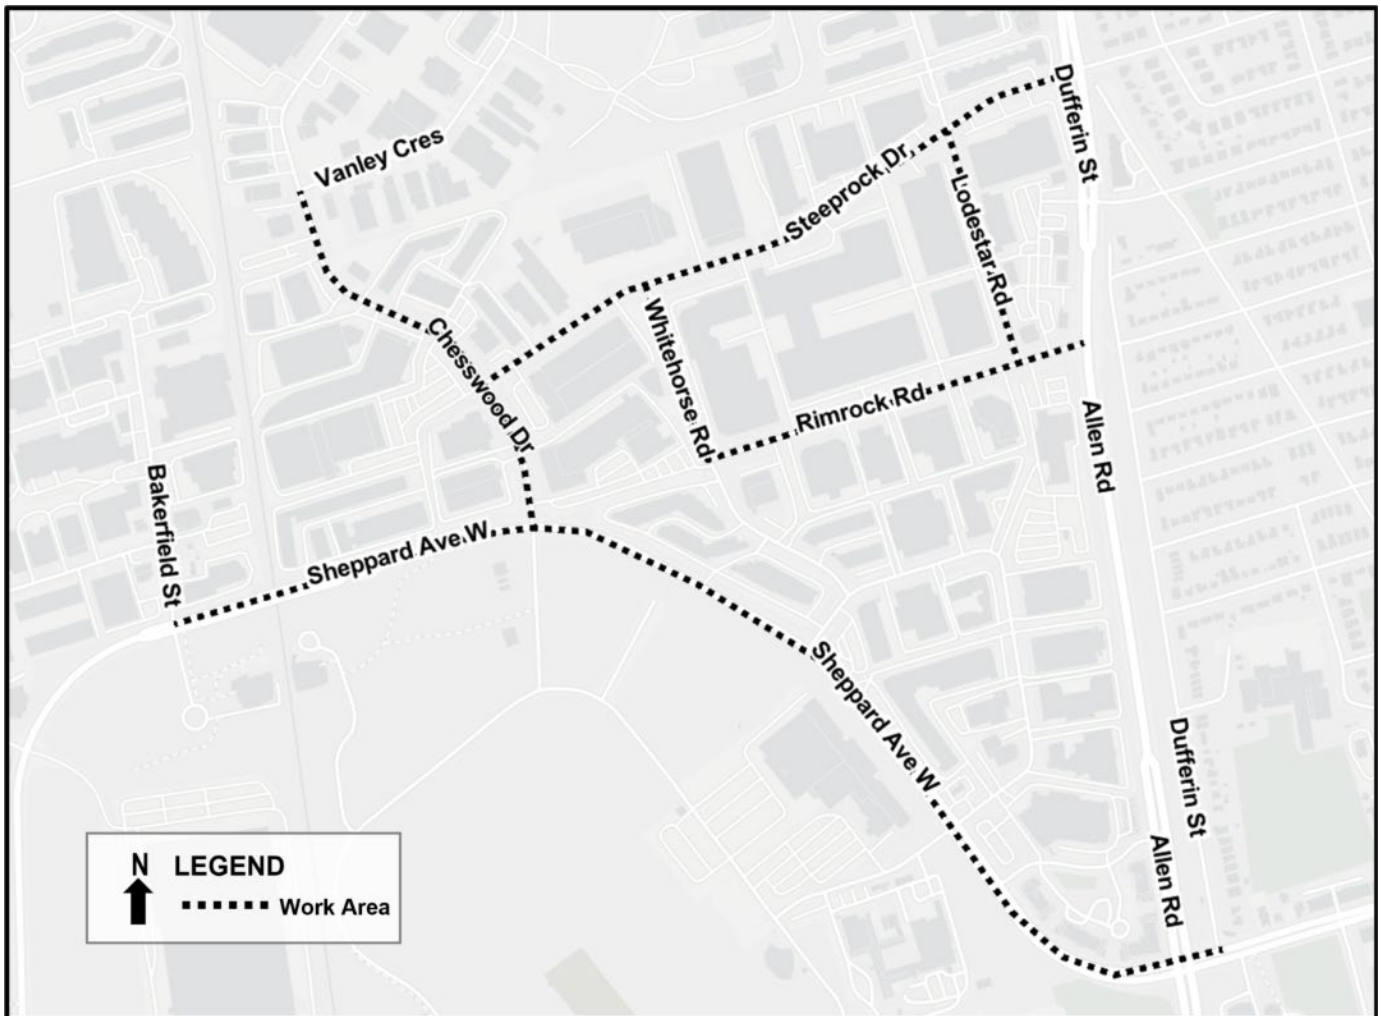 Dufferin St
Vanley Cres
Steeprock Dr
Lodestar Rd
Whitehorse Rd
Chesswood Dr
Rimrock Rd
Allen Rd
Bakerfield St
Sheppard Ave W
Sheppard Ave W
Dufferin St
Allen Rd
N LEGEND
Work Area